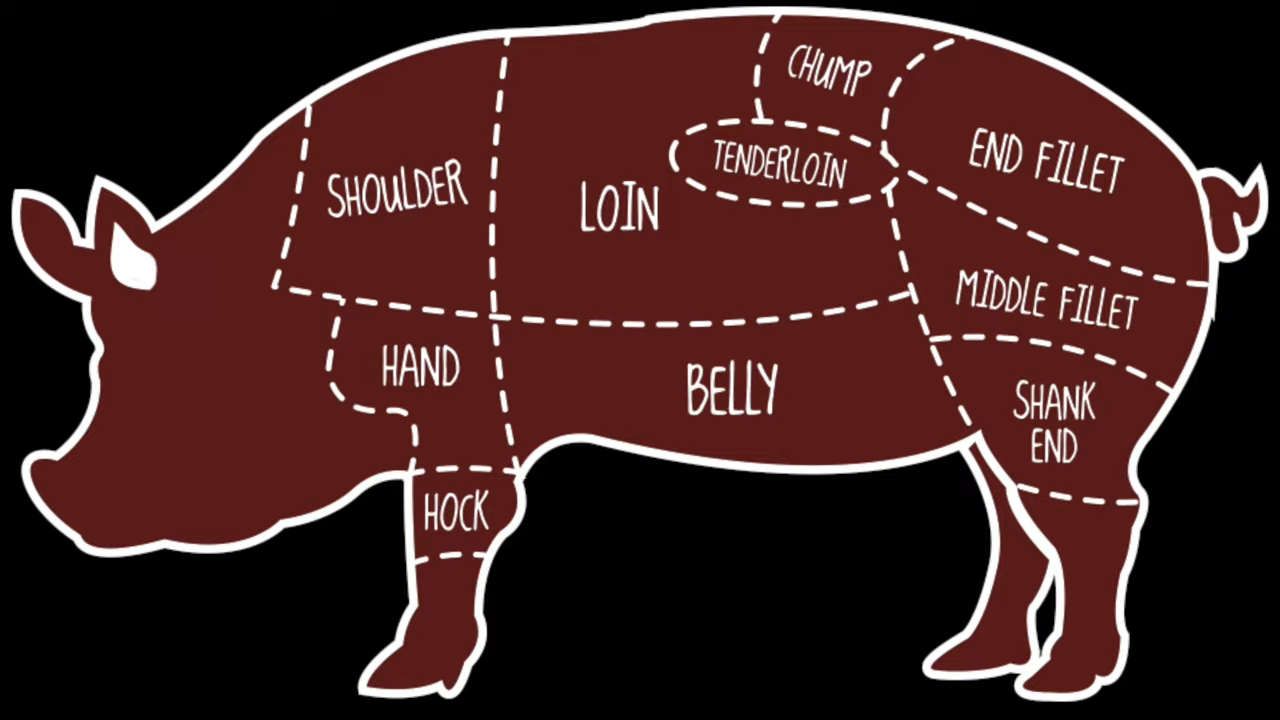 CHUMP
END FILLET
TENDERLOIN
SHOULDER
LOIN
MIDDLE FILLET
HAND
BELLY
SHANK
END
HOCK